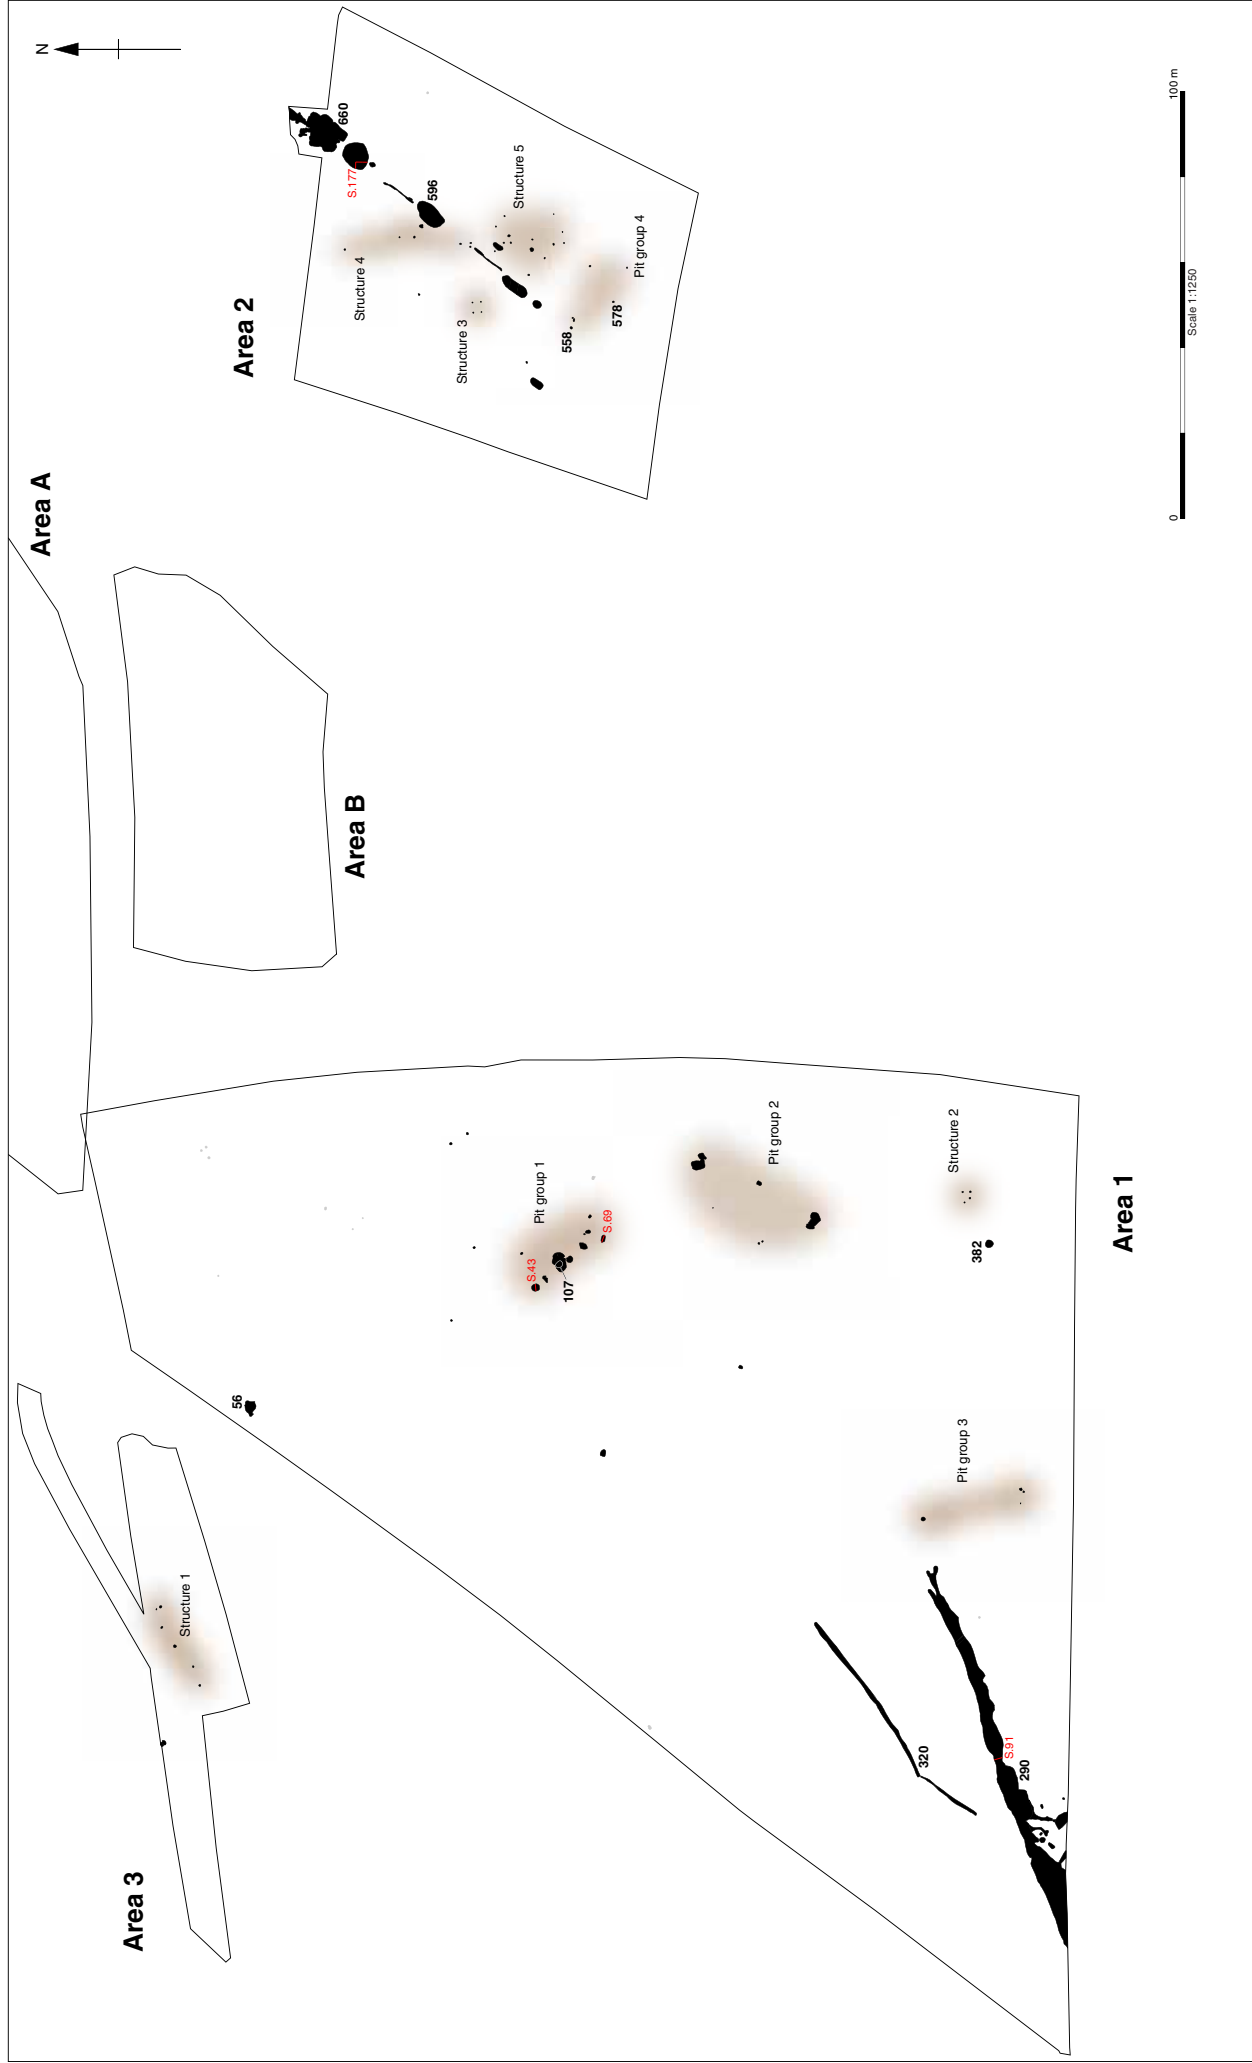 N
Area A
Area 2
Area B
Area 3
Area 1
660
S.177
596
Structure 4
Structure 5
Structure 3
Pit group 4
558
578
100 m
0
Scale 1:1250
Structure 1
56
Pit group 1
S.43
S.69
107
Pit group 2
Structure 2
382
Pit group 3
320
S.91
290